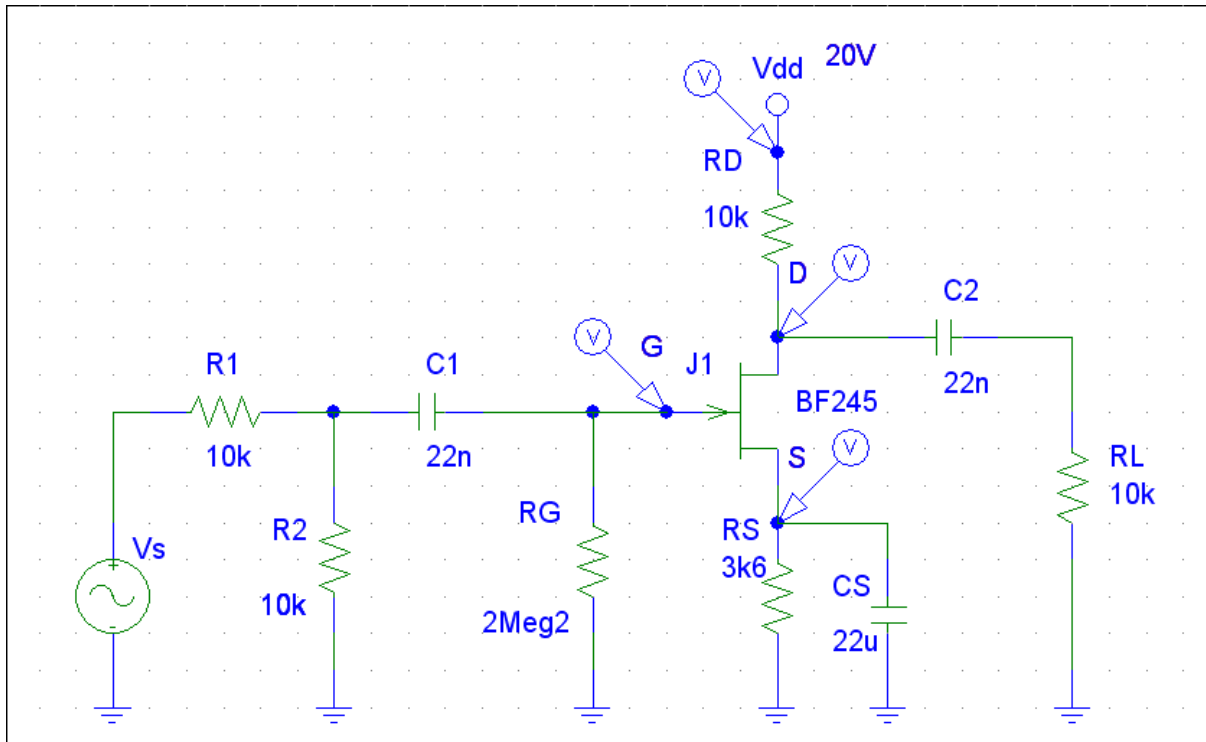 Vdd 20V
V
RD
10k
D
V
C2
22n
R1
10k
C1
22n
V
G
J1
BF245
S
V
RL
10k
Vs
+
-
R2
10k
RG
2Meg2
RS
3k6
CS
22u